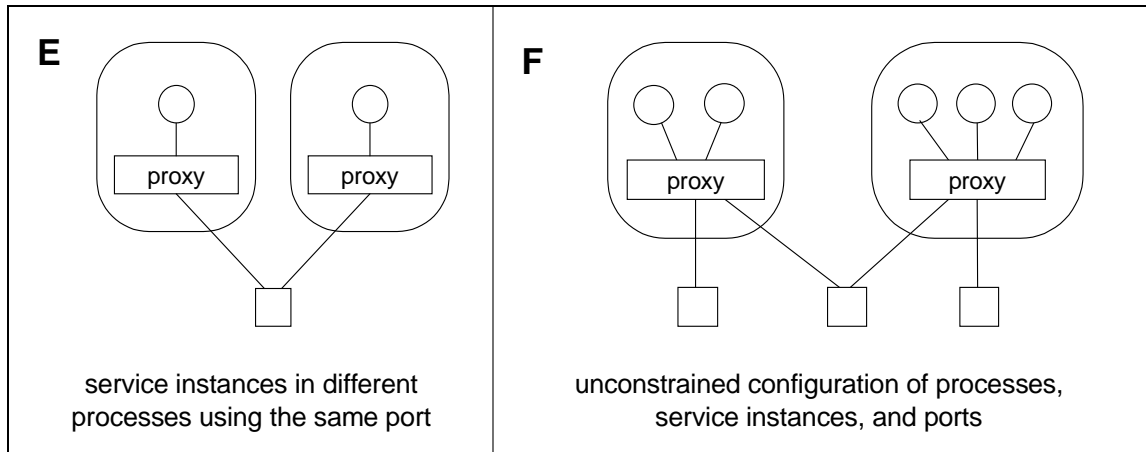 E
proxy
proxy
service instances in different
processes using the same port
F
proxy
proxy
unconstrained configuration of processes,
service instances, and ports